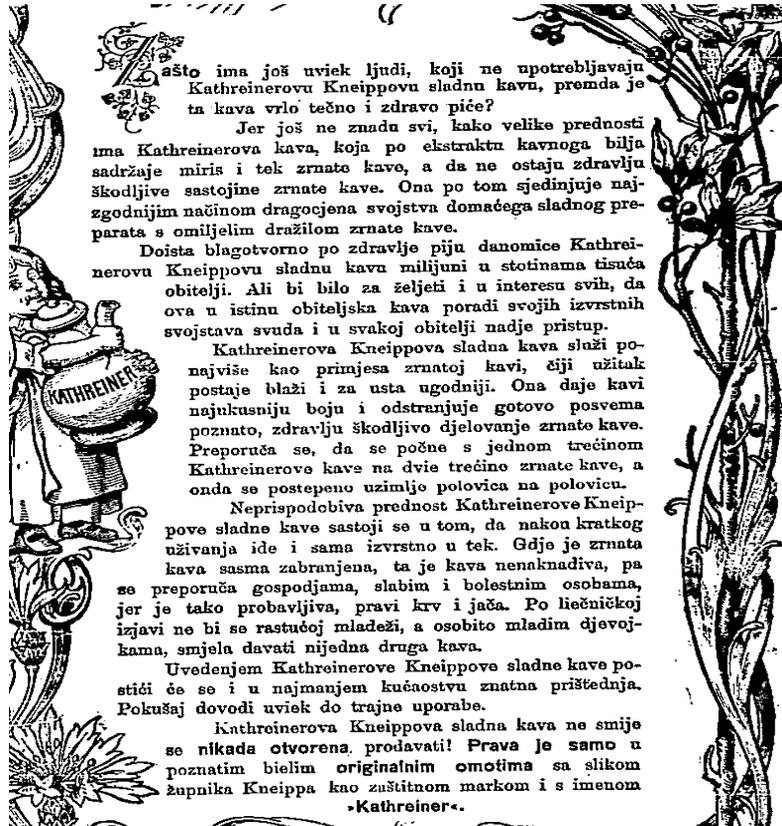 Zašto ima još uviek ljudi, koji ne upotrebljavaju
Kathreinerovu Kneippovu sladnu kavu, premda je
ta kava vrlo tečno i zdravo piće?
Jer još ne znadu svi, kako velike prednosti
ima Kathreinerova kava, koja po ekstraktu kavnoga bilja
sadržaje miris i tek zrnate kave, a da ne ostaju zdravlju
škodljive sastojine zrnate kave. Ona po tom sjedinjuje naj-
zgodnijim načinom dragocjena svojstva domaćega sladnog pre-
parata s omiljelim dražilom zrnate kave.
Doista blagotvorno po zdravlje piju danomice Kathrei-
nerovu Kneippovu sladnu kavu milijuni u stotinama tisuća
obitelji. Ali bi bilo za željeti i u interesu svih, da
ova u istinu obiteljska kava poradi svojih izvrstnih
svojstava svuda i u svakoj obitelji nadje pristup.
Kathreinerova Kneippova sladna kava služi po-
najviše kao primjesa zrnatoj kavi, čiji užitak
postaje blaži i za usta ugodniji. Ona daje kavi
najukusniju boju i odstranjuje gotovo posvema
poznato, zdravlju škodljivo djelovanje zrnate kave.
Preporuča se, da se počne s jednom trećinom
Kathreinerove kave na dvie trećine zrnate kave, a
onda se postepeno uzimlje polovica na polovicu.
Neprispodobiva prednost Kathreinerove Kneip-
pove sladne kave sastoji se u tom, da nakon kratkog
uživanja ide i sama izvrstno u tek. Gdje je zrnata
kava sasma zabranjena, ta je kava nenaknadiva, pa
se preporuča gospodjama, slabim i bolestnim osobama,
jer je tako probavljiva, pravi krv i jača. Po liečničkoj
izjavi ne bi se rastućoj mladeži, a osobito mladim djevoj-
kama, smjela davati nijedna druga kava.
Uvedenjem Kathreinerove Kneippove sladne kave po-
stići će se i u najmanjem kućaostvu znatna prištednja.
Pokušaj dovodi uviek do trajne uporabe.
Kathreinerova Kneippova sladna kava ne smije
se nikada otvorena prodavati! Prava je samo u
poznatim bielim originalnim omotima sa slikom
župnika Kneippa kao zaštitnom markom i s imenom
»Kathreiner«.
KATHREINER